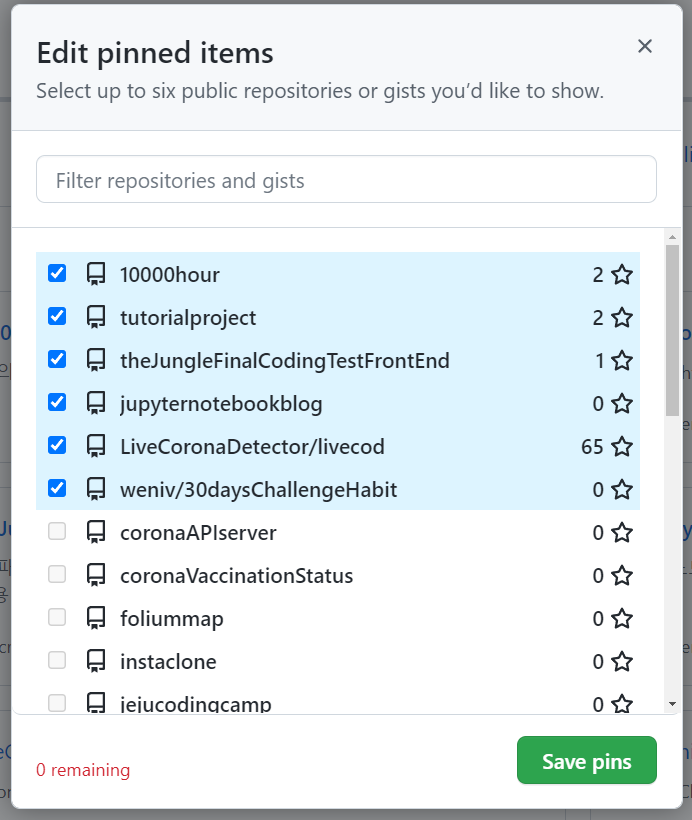 Edit pinned items
Select up to six public repositories or gists you’d like to show.
Filter repositories and gists
10000hour 2
tutorialproject 2
theJungleFinalCodingTestFrontEnd 1
jupyternotebookblog 0
LiveCoronaDetector/livecod 65
weniv/30daysChallengeHabit 0
coronaAPIserver 0
coronaVaccinationStatus 0
foliummap 0
instaclone 0
jejucodingcamp 0
0 remaining
Save pins